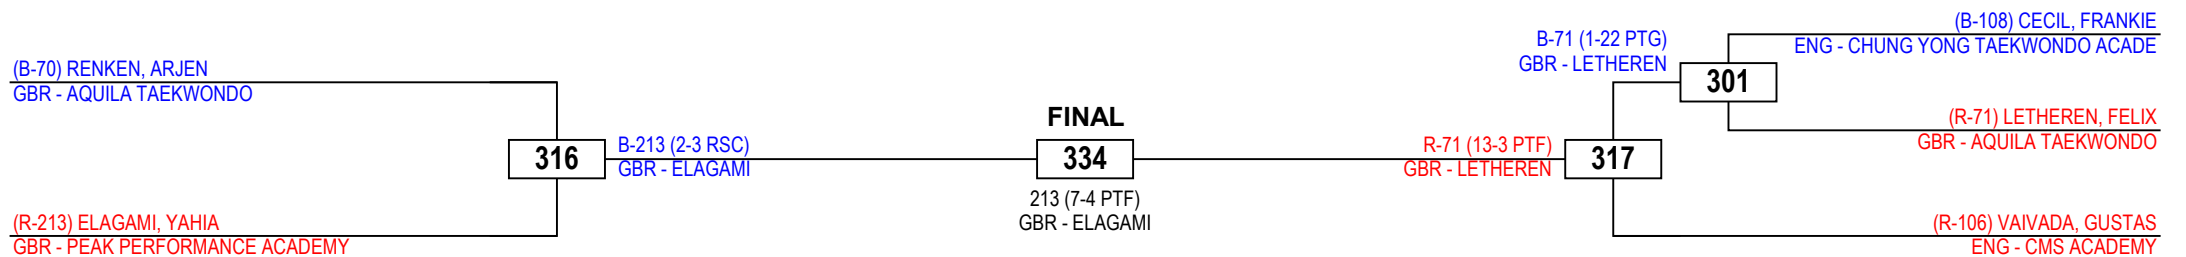 (B-70) RENKEN, ARJEN
GBR - AQUILA TAEKWONDO
316
(R-213) ELAGAMI, YAHIA
GBR - PEAK PERFORMANCE ACADEMY
B-213 (2-3 RSC)
GBR - ELAGAMI
FINAL
334
213 (7-4 PTF)
GBR - ELAGAMI
R-71 (13-3 PTF)
GBR - LETHEREN
317
B-71 (1-22 PTG)
GBR - LETHEREN
301
(B-108) CECIL, FRANKIE
ENG - CHUNG YONG TAEKWONDO ACADE
(R-71) LETHEREN, FELIX
GBR - AQUILA TAEKWONDO
(R-106) VAIVADA, GUSTAS
ENG - CMS ACADEMY